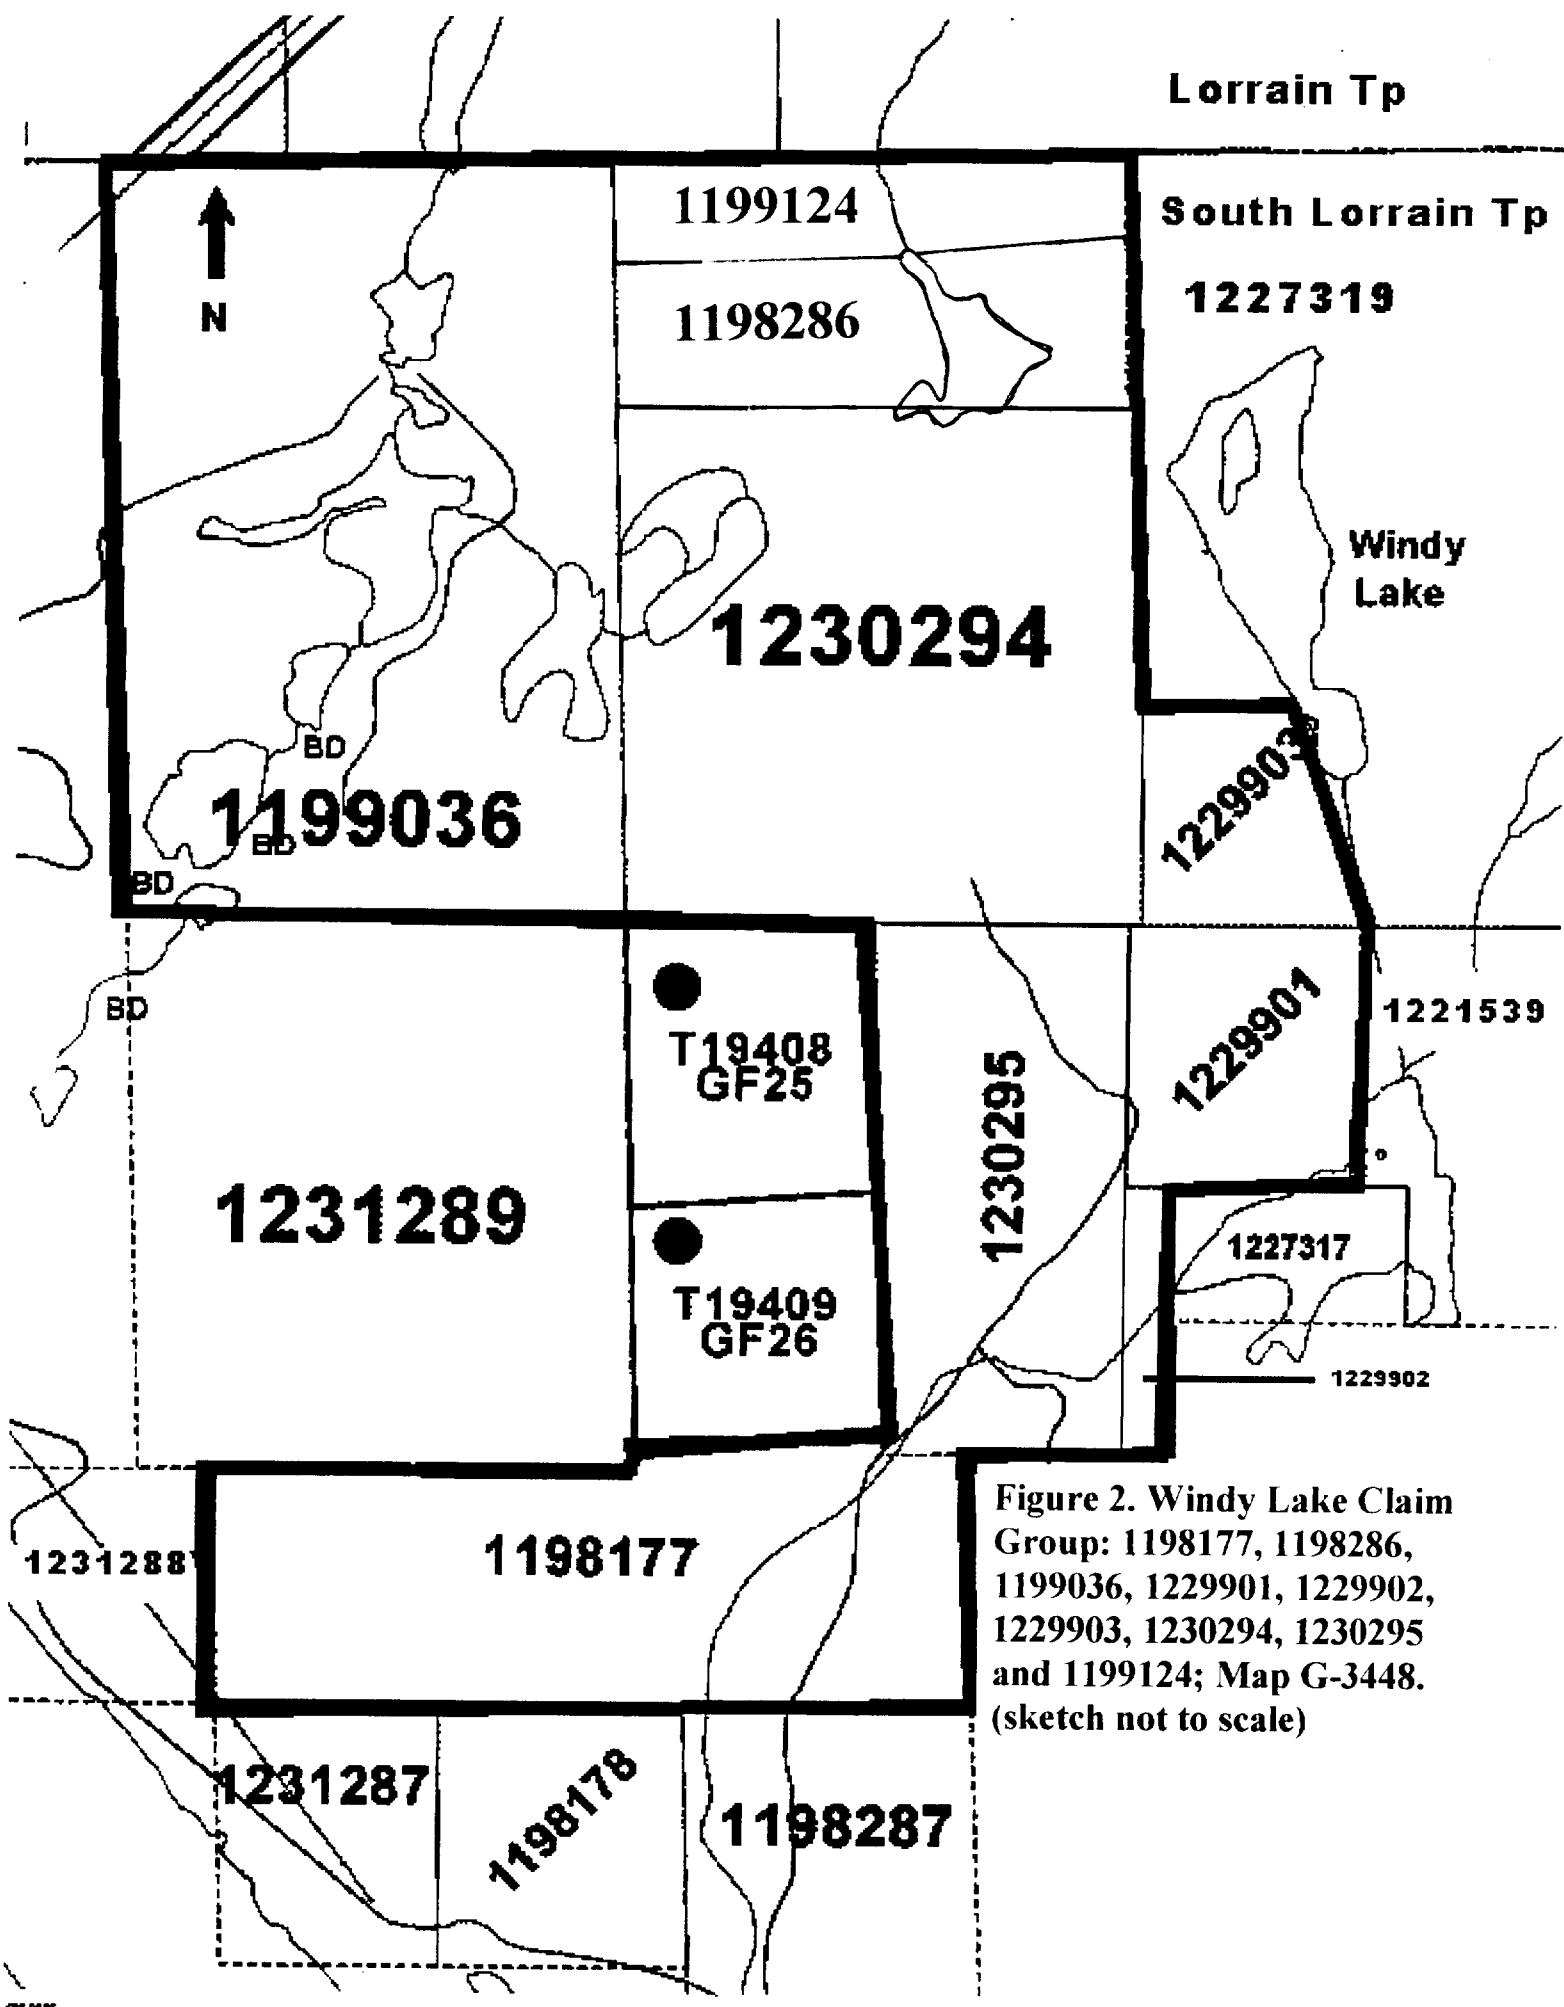 Lorrain Tp
1199124
South Lorrain Tp
1198286
1227319
N
Windy
Lake
1230294
1229903
BD
1199036
BD
BD
BD
T19408
GF25
1230295
1229901
1221539
1231289
1227317
T19409
GF26
1229902
Figure 2. Windy Lake Claim
Group: 1198177, 1198286,
1199036, 1229901, 1229902,
1229903, 1230294, 1230295
and 1199124; Map G-3448.
(sketch not to scale)
1198177
1231288
1231287
1198178
1198287